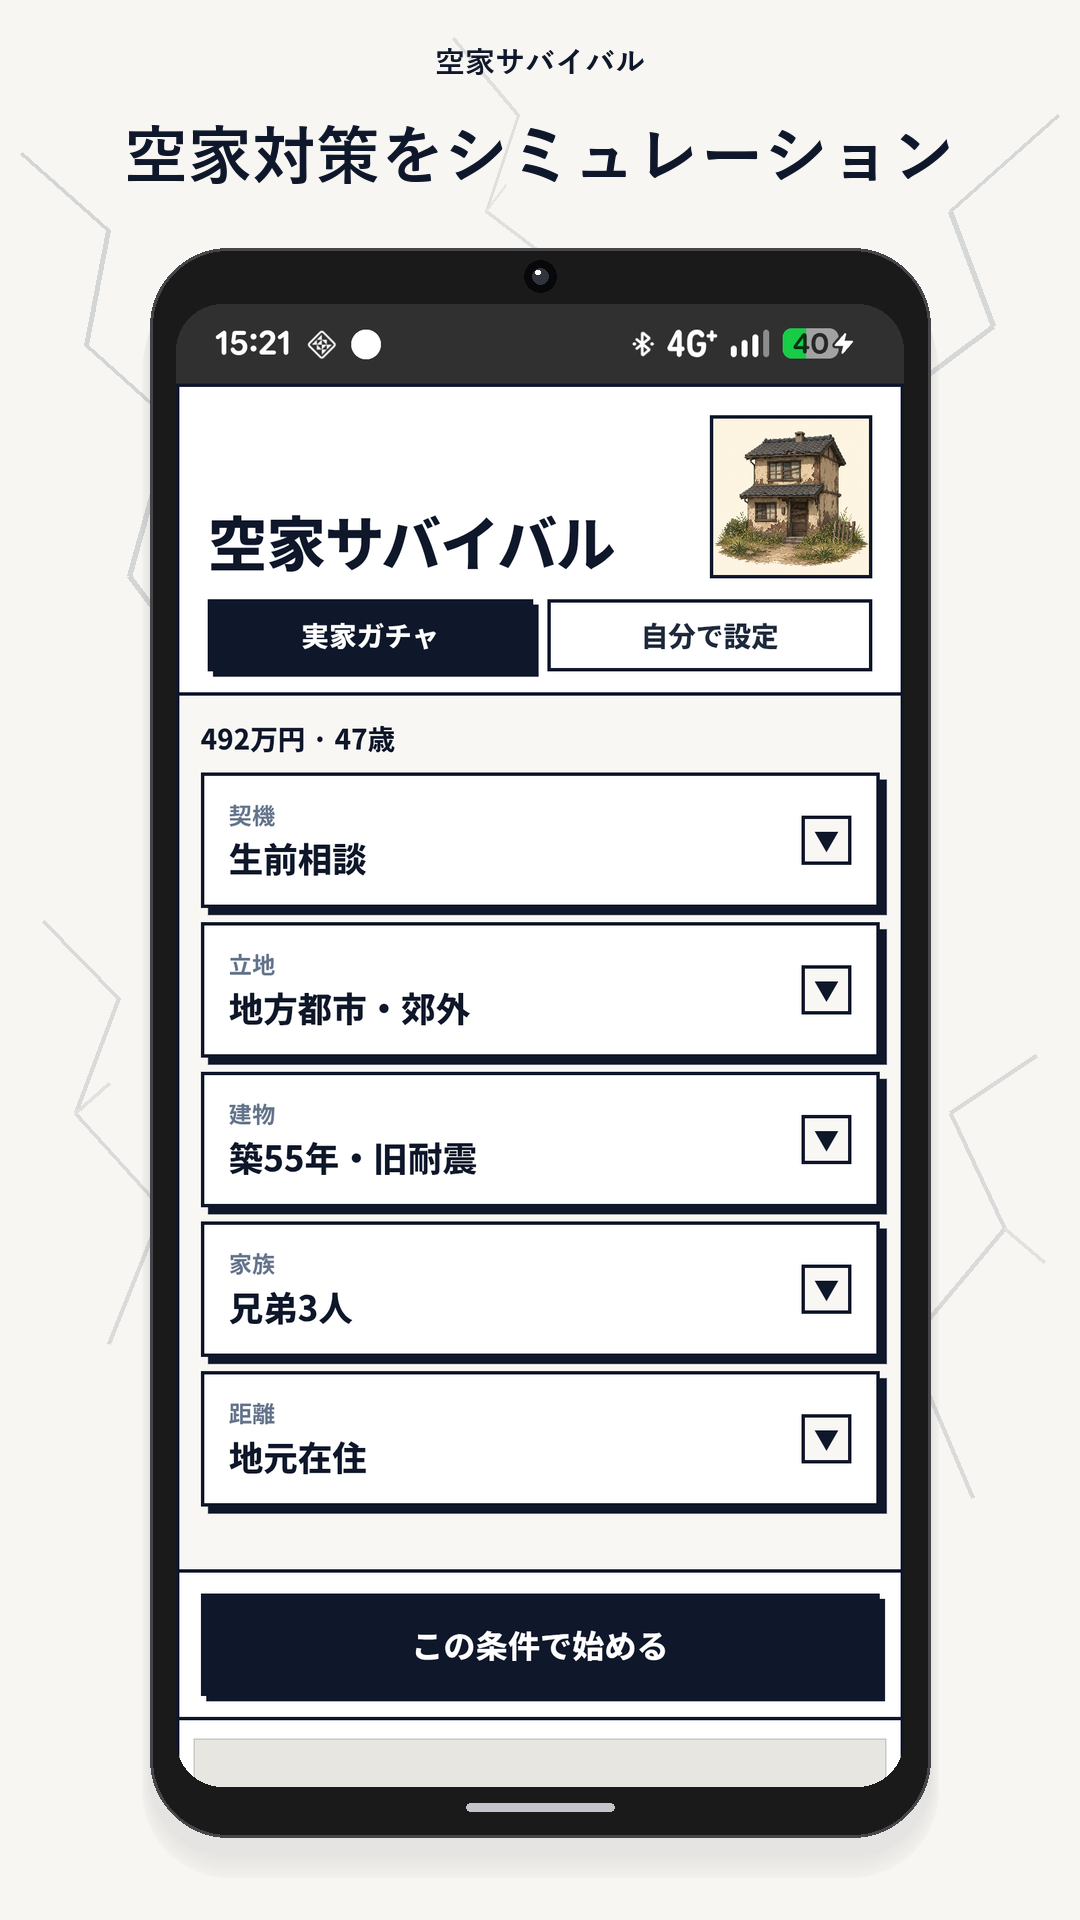 空家サバイバル
空家対策をシミュレーション
15:21 4G+ 40
空家サバイバル
実家ガチャ 自分で設定
492万円・47歳
契機
生前相談
立地
地方都市・郊外
建物
築55年・旧耐震
家族
兄弟3人
距離
地元在住
この条件で始める